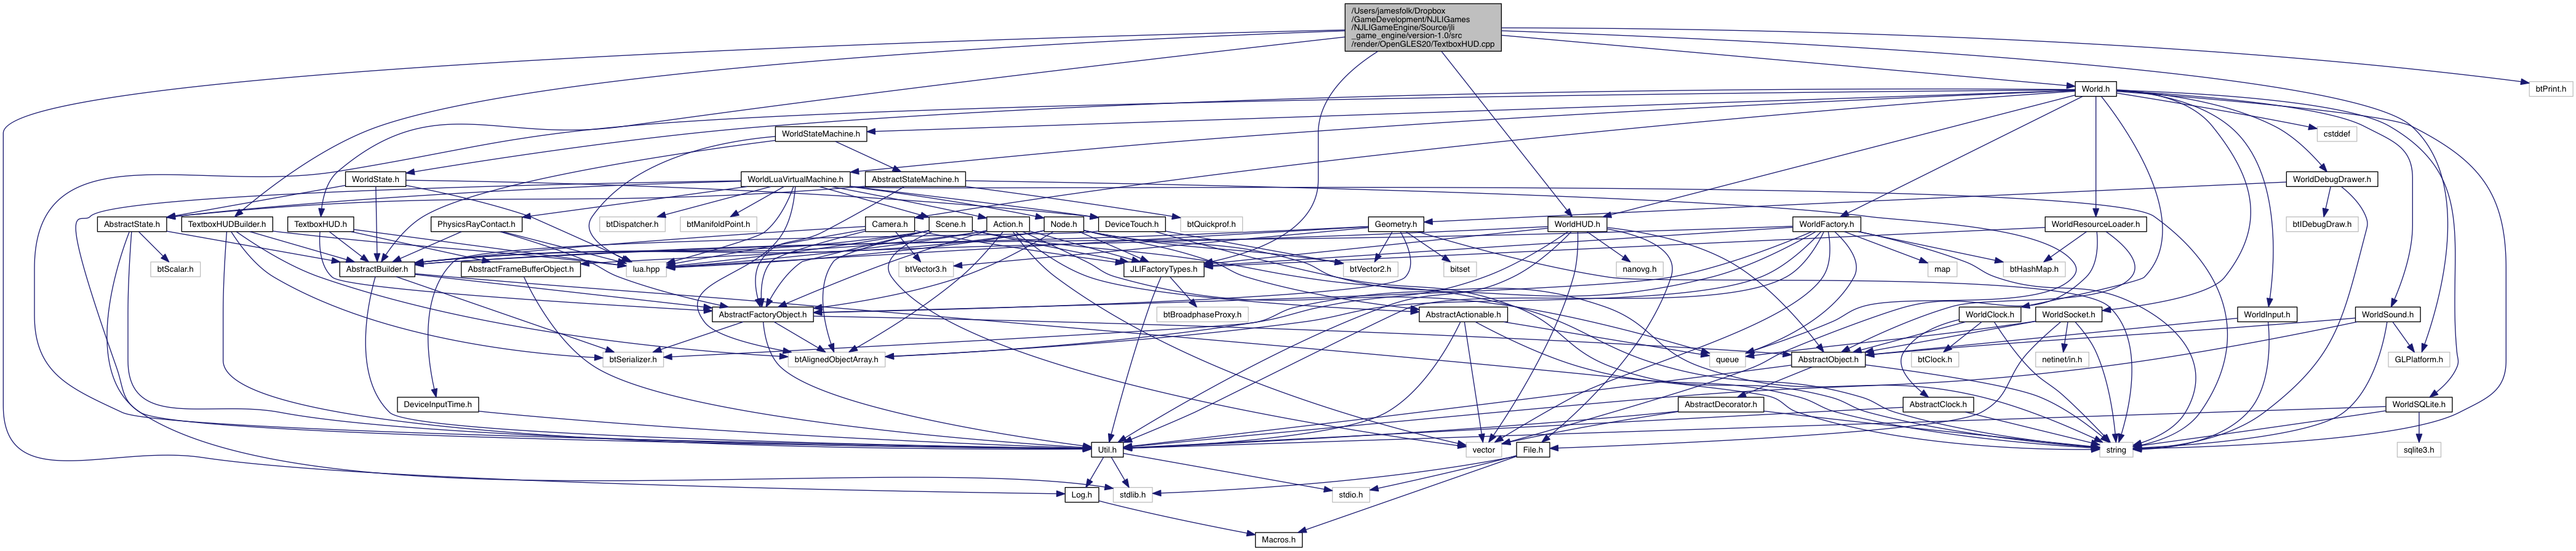 /Users/jamesfolk/Dropbox
/GameDevelopment/NJLIGames
/NJLIGameEngine/Source/jli
_game_engine/version-1.0/src
/render/OpenGLES20/TextboxHUD.cpp
World.h
btPrint.h
WorldStateMachine.h
cstddef
WorldState.h
WorldLuaVirtualMachine.h
AbstractStateMachine.h
WorldDebugDrawer.h
AbstractState.h
TextboxHUDBuilder.h
TextboxHUD.h
PhysicsRayContact.h
btDispatcher.h
btManifoldPoint.h
Camera.h
Scene.h
Action.h
Node.h
DeviceTouch.h
btQuickprof.h
Geometry.h
WorldHUD.h
WorldFactory.h
WorldResourceLoader.h
btIDebugDraw.h
btScalar.h
AbstractBuilder.h
AbstractFrameBufferObject.h
lua.hpp
btVector3.h
JLIFactoryTypes.h
btVector2.h
bitset
nanovg.h
map
btHashMap.h
AbstractFactoryObject.h
btBroadphaseProxy.h
AbstractActionable.h
WorldClock.h
WorldSocket.h
WorldInput.h
WorldSound.h
btSerializer.h
btAlignedObjectArray.h
queue
AbstractObject.h
btClock.h
netinet/in.h
GLPlatform.h
DeviceInputTime.h
AbstractDecorator.h
AbstractClock.h
WorldSQLite.h
Util.h
vector
File.h
string
sqlite3.h
Log.h
stdlib.h
stdio.h
Macros.h